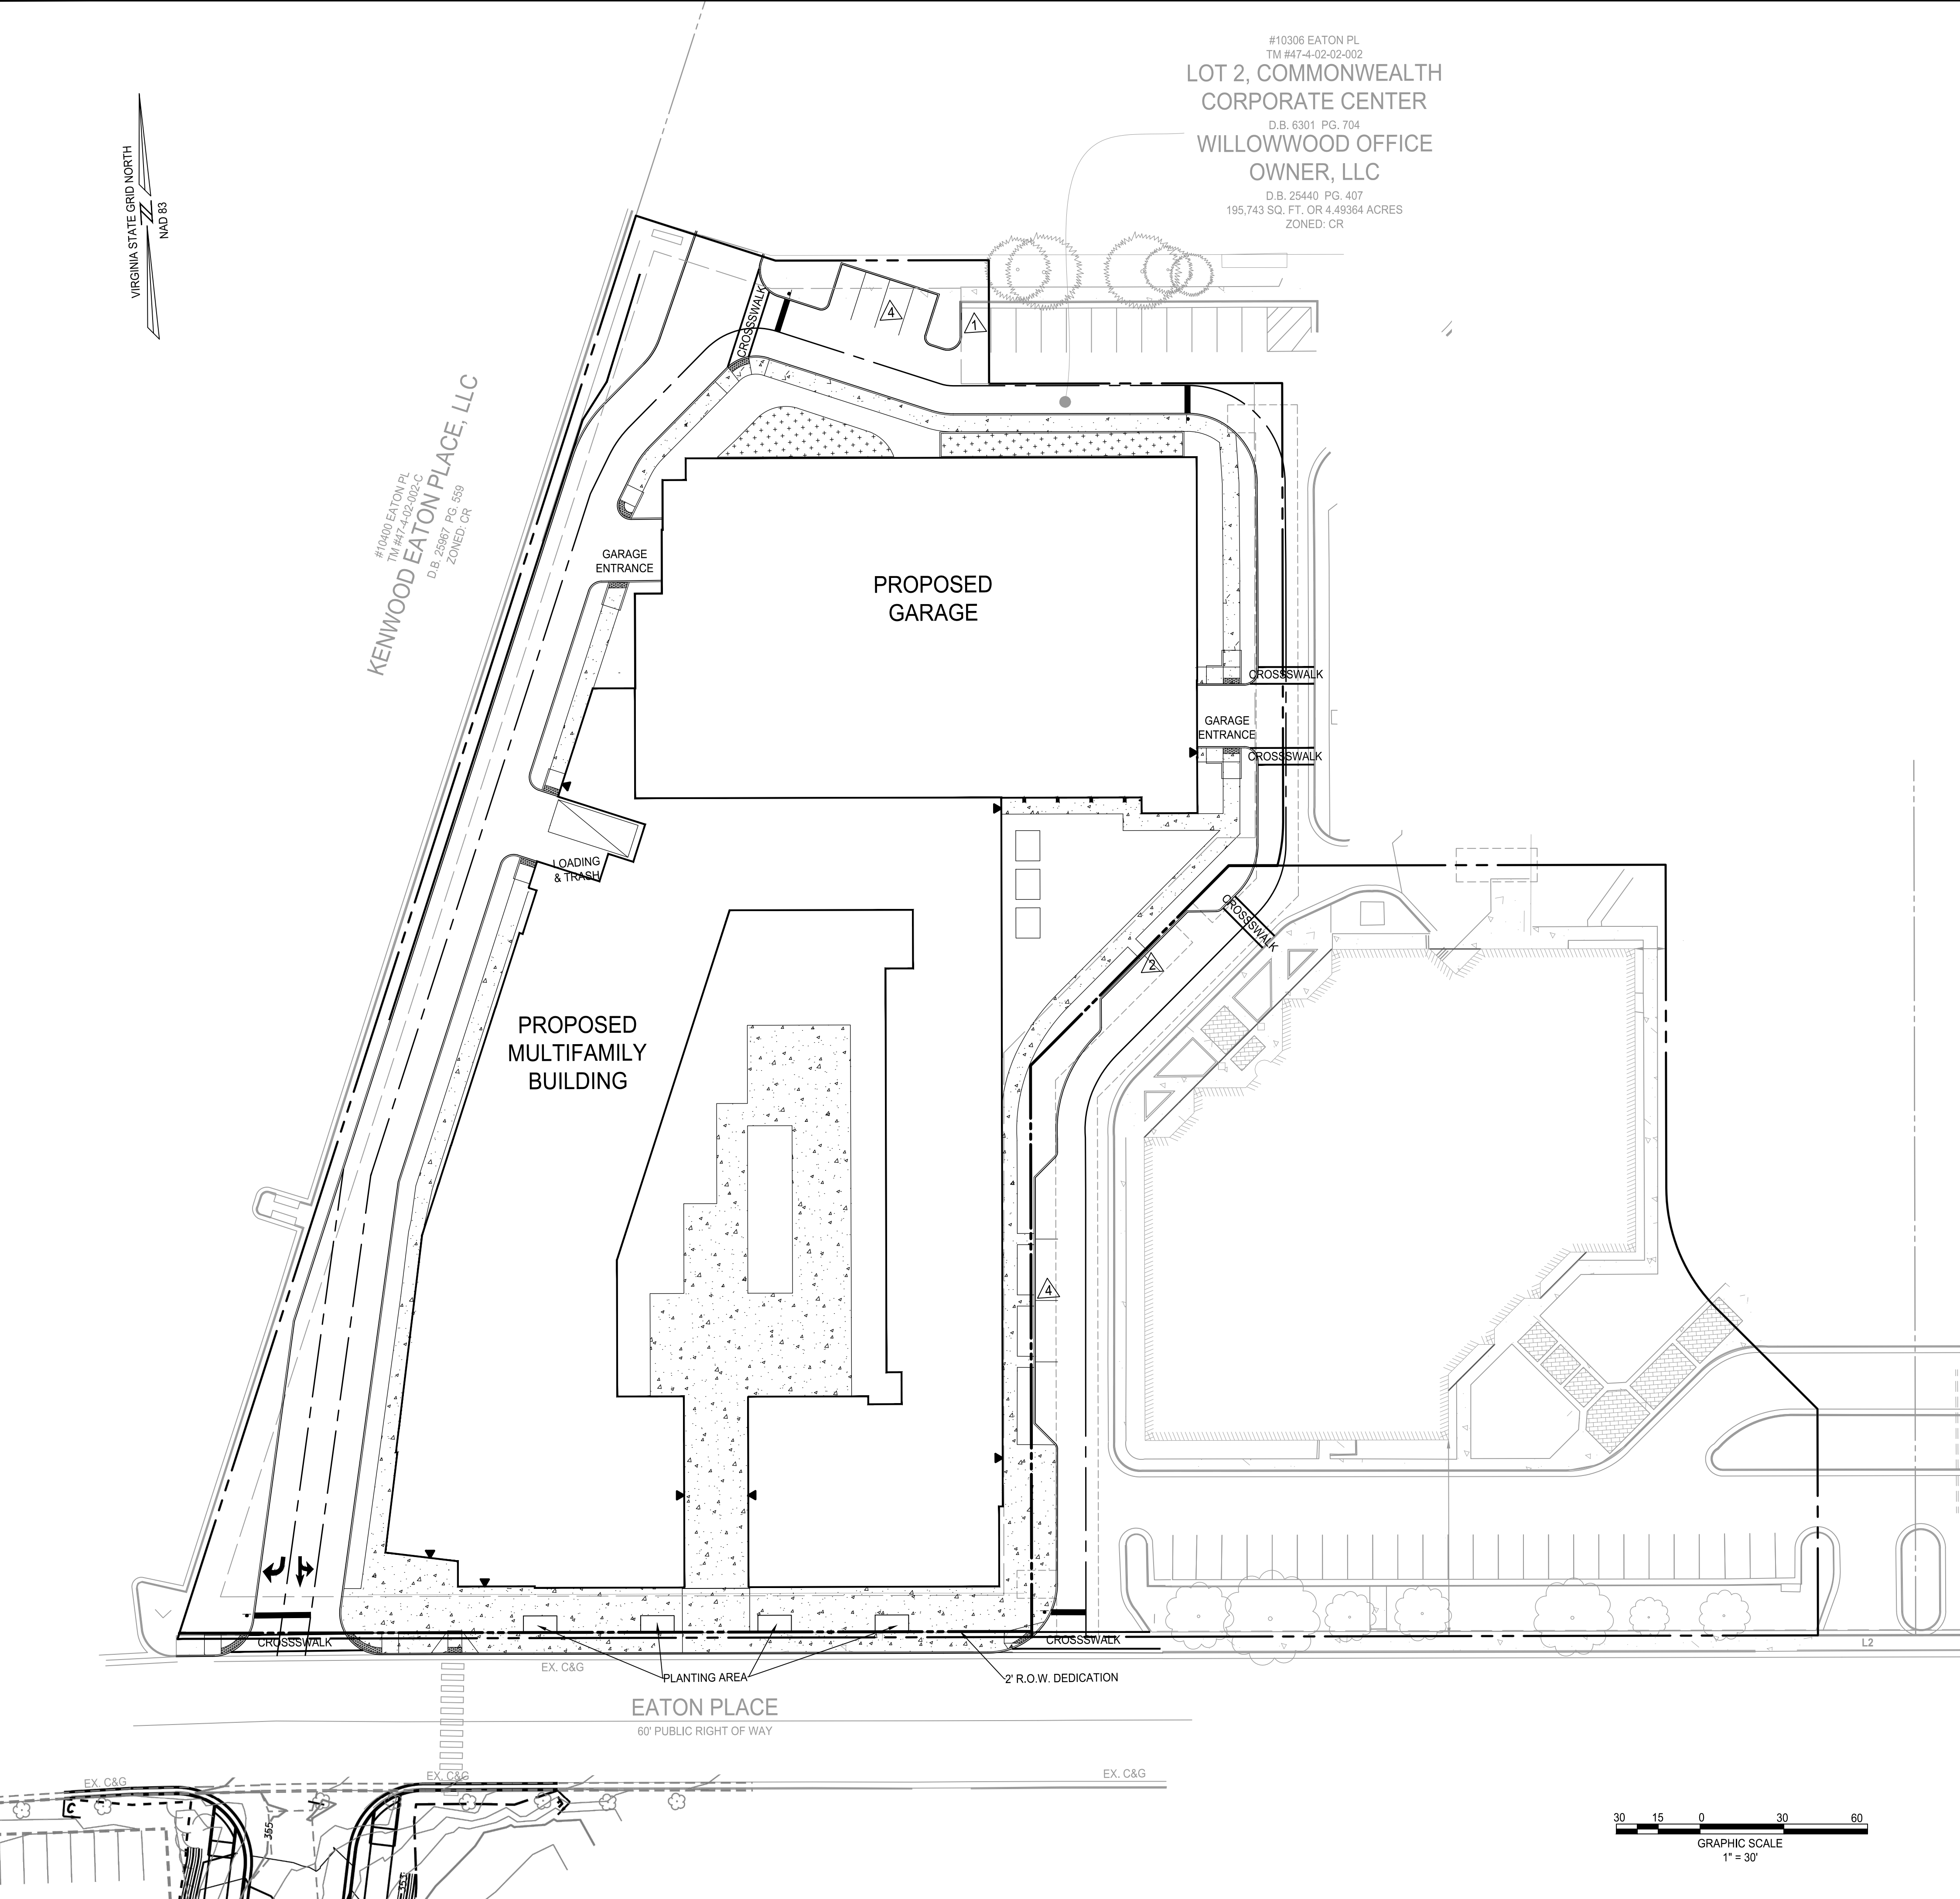 #10306 EATON PL
TM #47-4-02-02-002
LOT 2, COMMONWEALTH
CORPORATE CENTER
D.B. 6301 PG. 704
WILLOWWOOD OFFICE
OWNER, LLC
D.B. 25440 PG. 407
195,743 SQ. FT. OR 4.49364 ACRES
ZONED: CR
VIRGINIA STATE GRID NORTH
N
NAD 83
CROSSSWALK
4
1
#10400 EATON PL
TM #47-4-02-002-C
KENWOOD EATON PLACE, LLC
D.B. 25967 PG. 559
ZONED: CR
GARAGE
ENTRANCE
PROPOSED
GARAGE
CROSSSWALK
GARAGE
ENTRANCE
CROSSSWALK
LOADING
& TRASH
CROSSSWALK
2
PROPOSED
MULTIFAMILY
BUILDING
4
CROSSSWALK
CROSSSWALK
L2
EX. C&G
PLANTING AREA
2' R.O.W. DEDICATION
EATON PLACE
60' PUBLIC RIGHT OF WAY
EX. C&G
EX. C&G
EX. C&G
C
355
353
30 15 0 30 60
GRAPHIC SCALE
1" = 30'